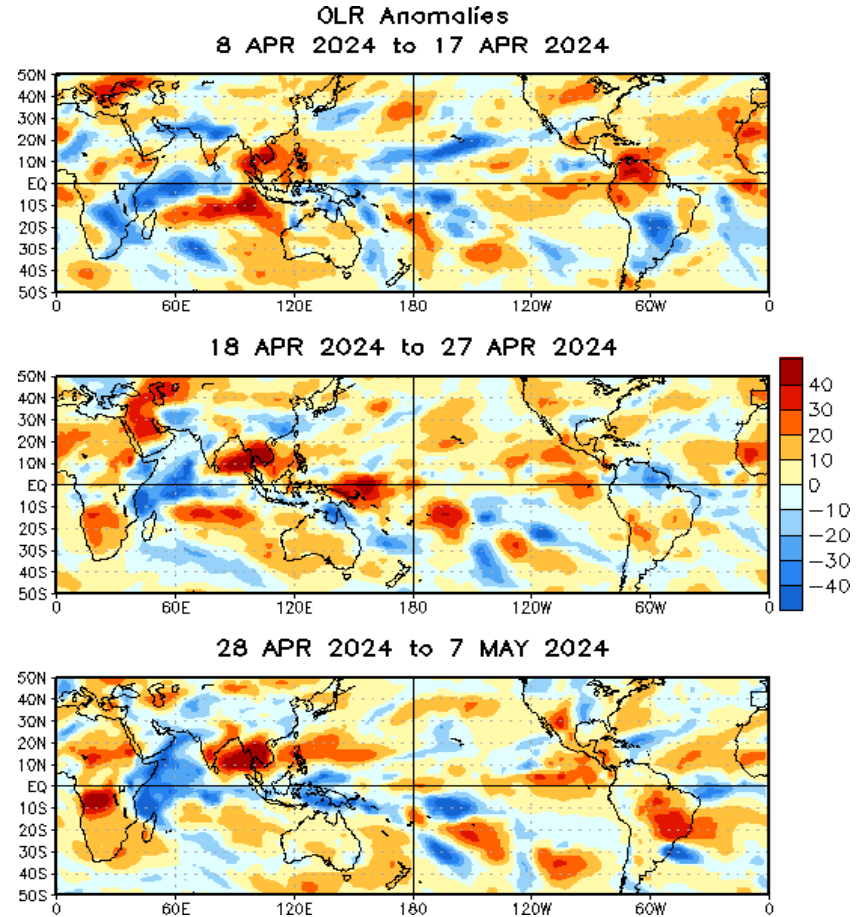 OLR Anomalies
8 APR 2024 to 17 APR 2024
50N
40N
30N
20N
10N
EQ
10S
20S
30S
40S
50S
0 60E 120E 180 120W 60W 0
18 APR 2024 to 27 APR 2024
50N
40N
30N
20N
10N
EQ
10S
20S
30S
40S
50S
0 60E 120E 180 120W 60W 0
40
30
20
10
0
−10
−20
−30
−40
28 APR 2024 to 7 MAY 2024
50N
40N
30N
20N
10N
EQ
10S
20S
30S
40S
50S
0 60E 120E 180 120W 60W 0